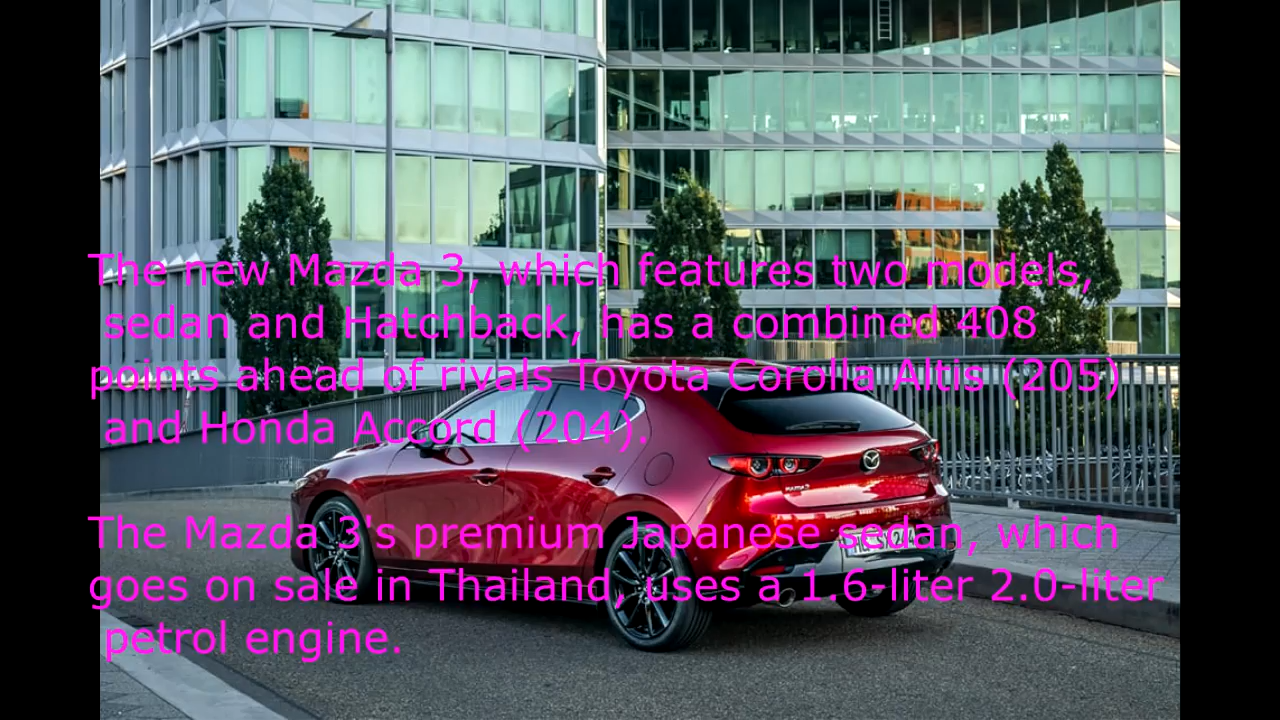 The new Mazda 3, which features two models,
sedan and Hatchback, has a combined 408
points ahead of rivals Toyota Corolla Altis (205)
and Honda Accord (204).
The Mazda 3's premium Japanese sedan, which
goes on sale in Thailand, uses a 1.6-liter 2.0-liter
petrol engine.